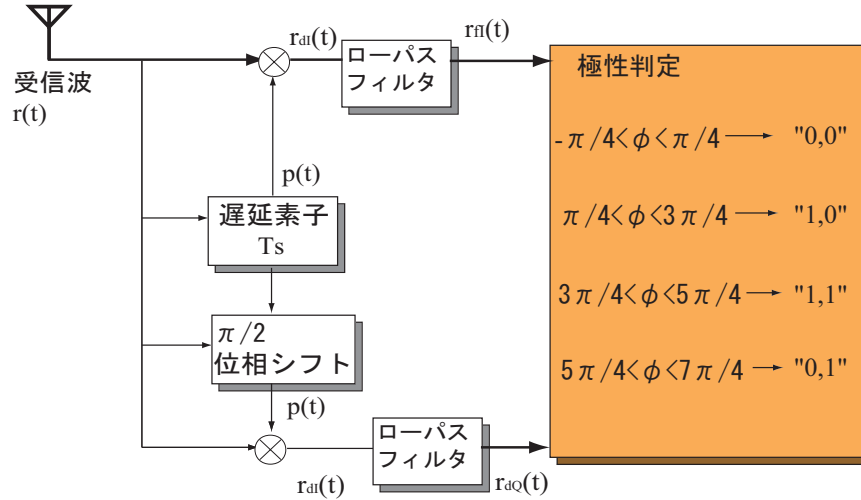 受信波
r(t)
rdI(t)
ローパス
フィルタ
rfI(t)
p(t)
遅延素子
Ts
π/2
位相シフト
p(t)
rdI(t)
ローパス
フィルタ
rdQ(t)
極性判定
-π/4<φ<π/4 → "0,0"
π/4<φ<3π/4 → "1,0"
3π/4<φ<5π/4 → "1,1"
5π/4<φ<7π/4 → "0,1"